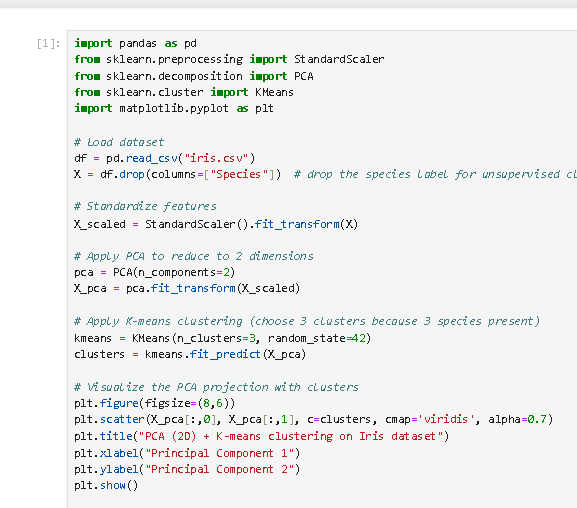 [1]: import pandas as pd
from sklearn.preprocessing import StandardScaler
from sklearn.decomposition import PCA
from sklearn.cluster import KMeans
import matplotlib.pyplot as plt
# Load dataset
df = pd.read_csv("iris.csv")
X = df.drop(columns=["Species"])  # drop the species label for unsupervised cl
# Standardize features
X_scaled = StandardScaler().fit_transform(X)
# Apply PCA to reduce to 2 dimensions
pca = PCA(n_components=2)
X_pca = pca.fit_transform(X_scaled)
# Apply K-means clustering (choose 3 clusters because 3 species present)
kmeans = KMeans(n_clusters=3, random_state=42)
clusters = kmeans.fit_predict(X_pca)
# Visualize the PCA projection with clusters
plt.figure(figsize=(8,6))
plt.scatter(X_pca[:,0], X_pca[:,1], c=clusters, cmap='viridis', alpha=0.7)
plt.title("PCA (2D) + K-means clustering on Iris dataset")
plt.xlabel("Principal Component 1")
plt.ylabel("Principal Component 2")
plt.show()